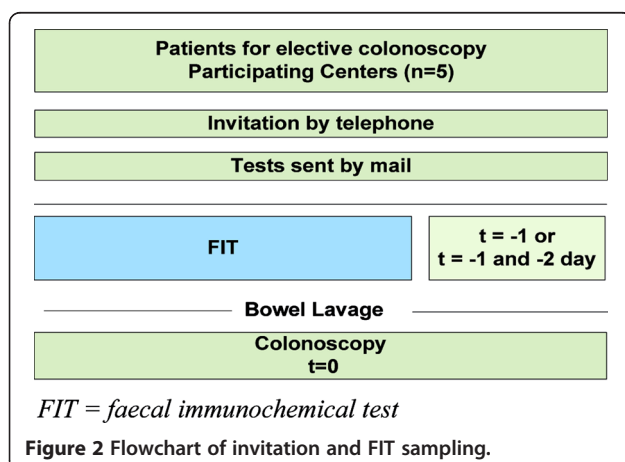 Patients for elective colonoscopy
Participating Centers (n=5)
Invitation by telephone
Tests sent by mail
FIT
t = -1 or
t = -1 and -2 day
Bowel Lavage
Colonoscopy
t=0
FIT = faecal immunochemical test
Figure 2 Flowchart of invitation and FIT sampling.